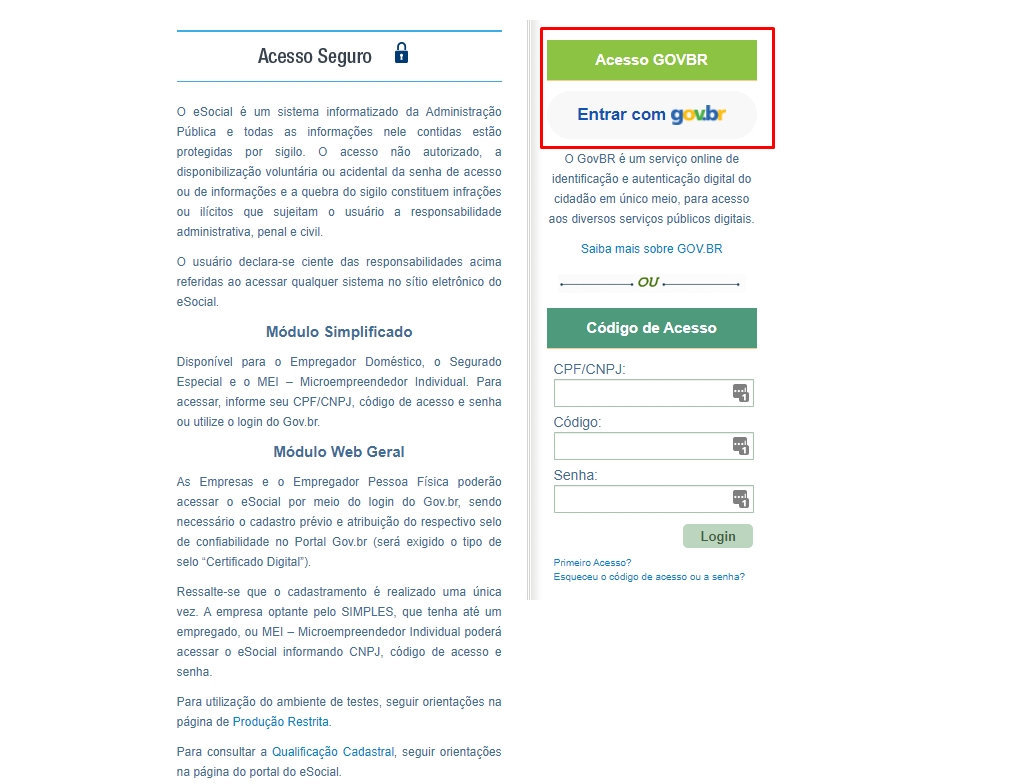 Acesso Seguro
O eSocial é um sistema informatizado da Administração
Pública e todas as informações nele contidas estão
protegidas por sigilo. O acesso não autorizado, a
disponibilização voluntária ou acidental da senha de acesso
ou de informações e a quebra do sigilo constituem infrações
ou ilícitos que sujeitam o usuário a responsabilidade
administrativa, penal e civil.
O usuário declara-se ciente das responsabilidades acima
referidas ao acessar qualquer sistema no sítio eletrônico do
eSocial.
Módulo Simplificado
Disponível para o Empregador Doméstico, o Segurado
Especial e o MEI – Microempreendedor Individual. Para
acessar, informe seu CPF/CNPJ, código de acesso e senha
ou utilize o login do Gov.br.
Módulo Web Geral
As Empresas e o Empregador Pessoa Física poderão
acessar o eSocial por meio do login do Gov.br, sendo
necessário o cadastro prévio e atribuição do respectivo selo
de confiabilidade no Portal Gov.br (será exigido o tipo de
selo “Certificado Digital”).
Ressalte-se que o cadastramento é realizado uma única
vez. A empresa optante pelo SIMPLES, que tenha até um
empregado, ou MEI – Microempreendedor Individual poderá
acessar o eSocial informando CNPJ, código de acesso e
senha.
Para utilização do ambiente de testes, seguir orientações na
página de Produção Restrita.
Para consultar a Qualificação Cadastral, seguir orientações
na página do portal do eSocial.
Acesso GOVBR
Entrar com gov.br
O GovBR é um serviço online de
identificação e autenticação digital do
cidadão em único meio, para acesso
aos diversos serviços públicos digitais.
Saiba mais sobre GOV.BR
OU
Código de Acesso
CPF/CNPJ:
1
Código:
1
Senha:
1
Login
Primeiro Acesso?
Esqueceu o código de acesso ou a senha?